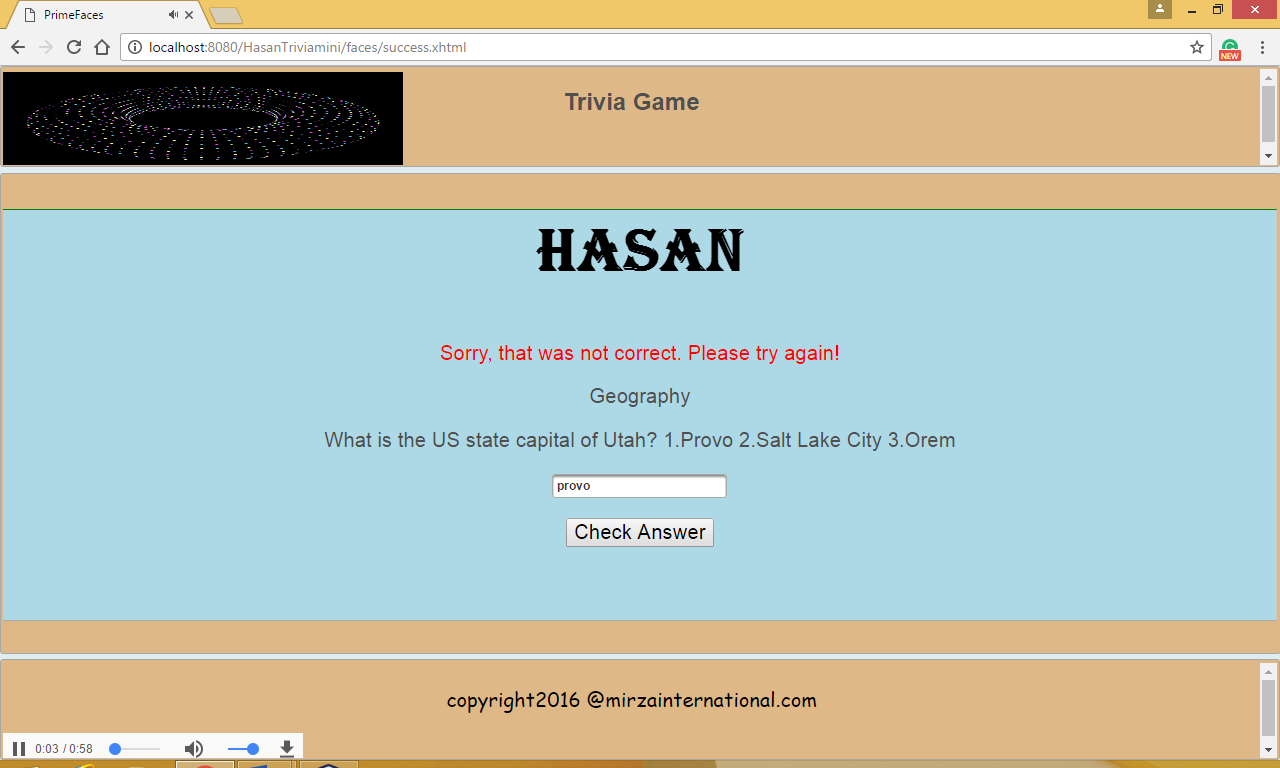 PrimeFaces
localhost:8080/HasanTriviamini/faces/success.xhtml
NEW
Trivia Game
HASAN
Sorry, that was not correct. Please try again!
Geography
What is the US state capital of Utah? 1.Provo 2.Salt Lake City 3.Orem
provo
Check Answer
copyright2016 @mirzainternational.com
0:03 / 0:58